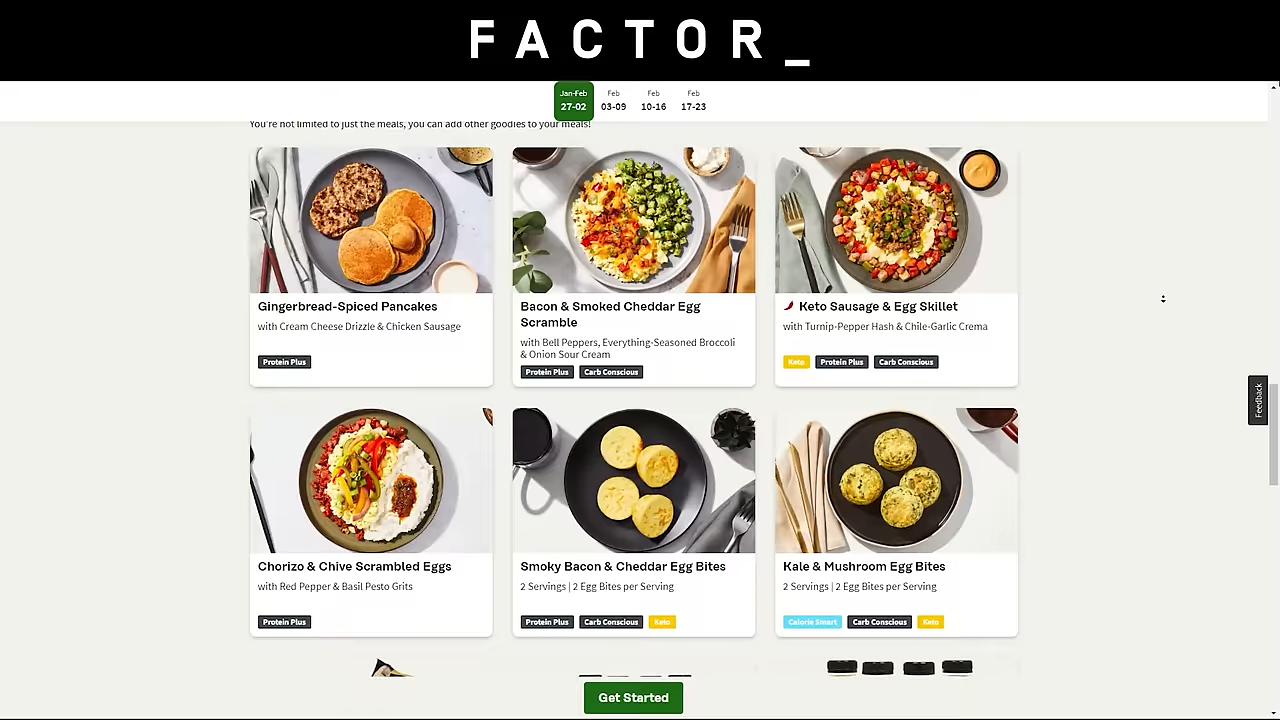 FACTOR_
Jan-Feb
27-02
Feb
03-09
Feb
10-16
Feb
17-23
You're not limited to just the meals, you can add other goodies to your meals!
Gingerbread-Spiced Pancakes
with Cream Cheese Drizzle & Chicken Sausage
Protein Plus
Bacon & Smoked Cheddar Egg
Scramble
with Bell Peppers, Everything-Seasoned Broccoli
& Onion Sour Cream
Protein Plus Carb Conscious
Keto Sausage & Egg Skillet
with Turnip-Pepper Hash & Chile-Garlic Crema
Keto Protein Plus Carb Conscious
Feedback
Chorizo & Chive Scrambled Eggs
with Red Pepper & Basil Pesto Grits
Protein Plus
Smoky Bacon & Cheddar Egg Bites
2 Servings | 2 Egg Bites per Serving
Protein Plus Carb Conscious Keto
Kale & Mushroom Egg Bites
2 Servings | 2 Egg Bites per Serving
Calorie Smart Carb Conscious Keto
Get Started